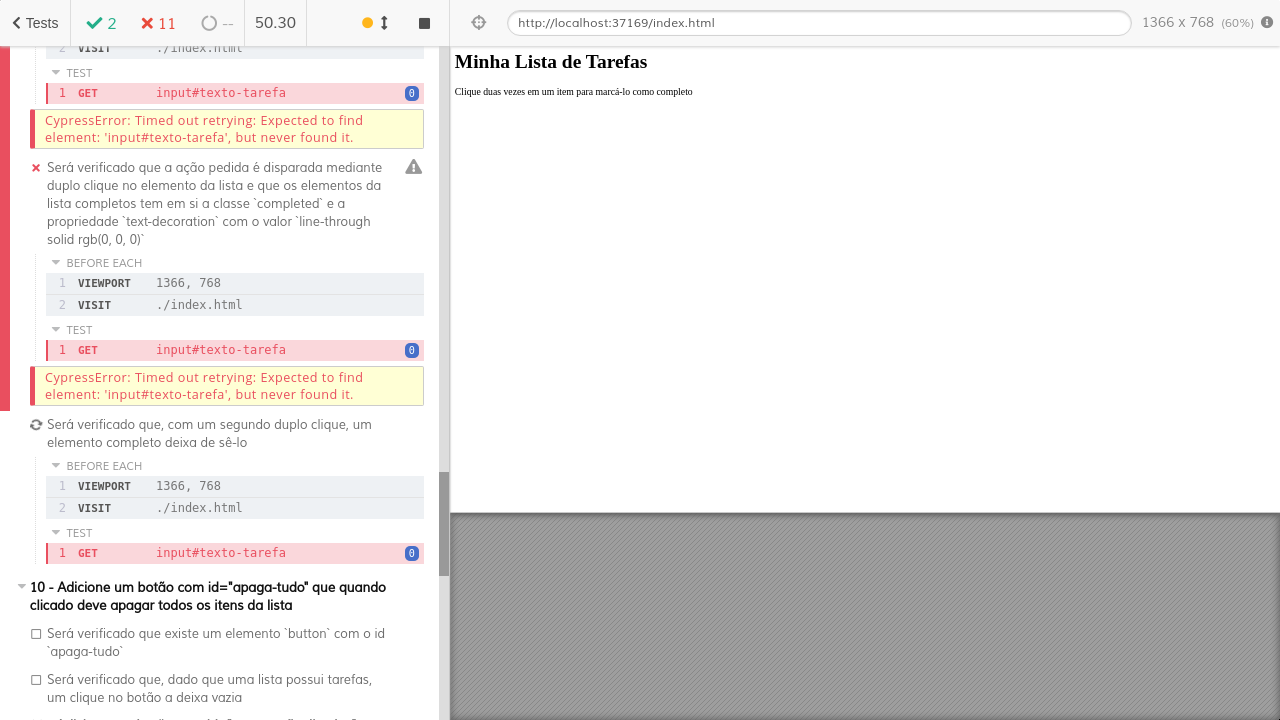 Tests 2 11 -- 50.30
http://localhost:37169/index.html 1366 x 768 (60%)
2 VISIT ./index.html
TEST
1 GET input#texto-tarefa 0
CypressError: Timed out retrying: Expected to find
element: 'input#texto-tarefa', but never found it.
Será verificado que a ação pedida é disparada mediante
duplo clique no elemento da lista e que os elementos da
lista completos tem em si a classe `completed` e a
propriedade `text-decoration` com o valor `line-through
solid rgb(0, 0, 0)`
BEFORE EACH
1 VIEWPORT 1366, 768
2 VISIT ./index.html
TEST
1 GET input#texto-tarefa 0
CypressError: Timed out retrying: Expected to find
element: 'input#texto-tarefa', but never found it.
Será verificado que, com um segundo duplo clique, um
elemento completo deixa de sê-lo
BEFORE EACH
1 VIEWPORT 1366, 768
2 VISIT ./index.html
TEST
1 GET input#texto-tarefa 0
10 - Adicione um botão com id="apaga-tudo" que quando
clicado deve apagar todos os itens da lista
Será verificado que existe um elemento `button` com o id
`apaga-tudo`
Será verificado que, dado que uma lista possui tarefas,
um clique no botão a deixa vazia
Minha Lista de Tarefas
Clique duas vezes em um item para marcá-lo como completo